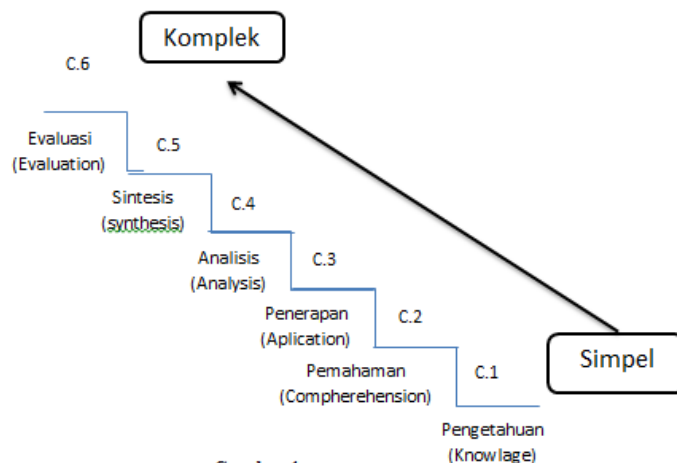 Komplek
C.6
Evaluasi
(Evaluation)
C.5
Sintesis
(synthesis)
C.4
Analisis
(Analysis)
C.3
Penerapan
(Aplication)
C.2
Simpel
Pemahaman
(Compherehension)
C.1
Pengetahuan
(Knowlage)